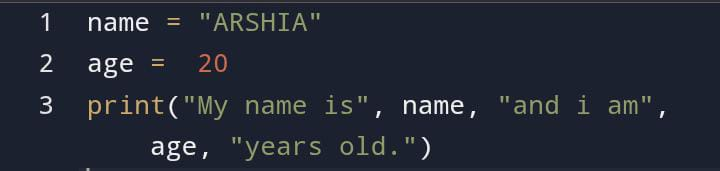 1 name = "ARSHIA"
2 age =  20
3 print("My name is", name, "and i am",
age, "years old.")